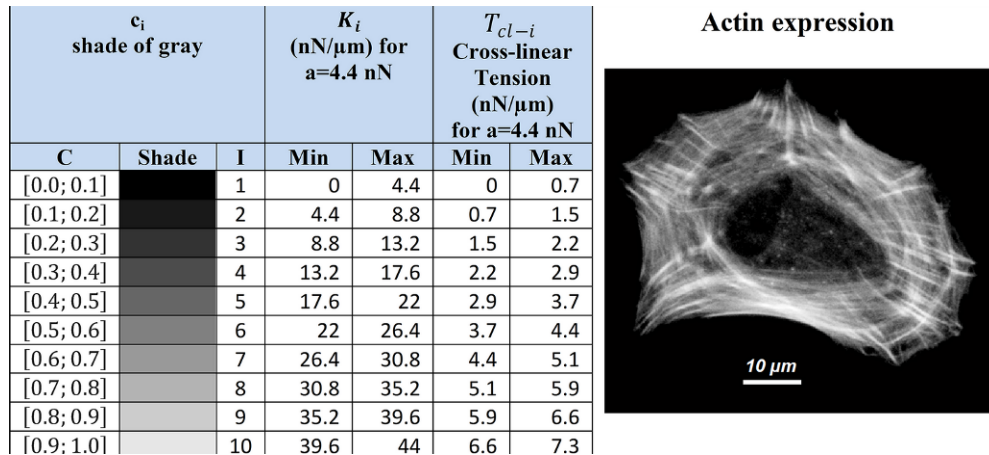 cᵢ
shade of gray
Kᵢ
(nN/µm) for
a=4.4 nN
T_{cl−i}
Cross-linear
Tension
(nN/µm)
for a=4.4 nN
C Shade I Min Max Min Max
[0.0; 0.1] 1 0 4.4 0 0.7
[0.1; 0.2] 2 4.4 8.8 0.7 1.5
[0.2; 0.3] 3 8.8 13.2 1.5 2.2
[0.3; 0.4] 4 13.2 17.6 2.2 2.9
[0.4; 0.5] 5 17.6 22 2.9 3.7
[0.5; 0.6] 6 22 26.4 3.7 4.4
[0.6; 0.7] 7 26.4 30.8 4.4 5.1
[0.7; 0.8] 8 30.8 35.2 5.1 5.9
[0.8; 0.9] 9 35.2 39.6 5.9 6.6
[0.9; 1.0] 10 39.6 44 6.6 7.3
Actin expression
10 µm